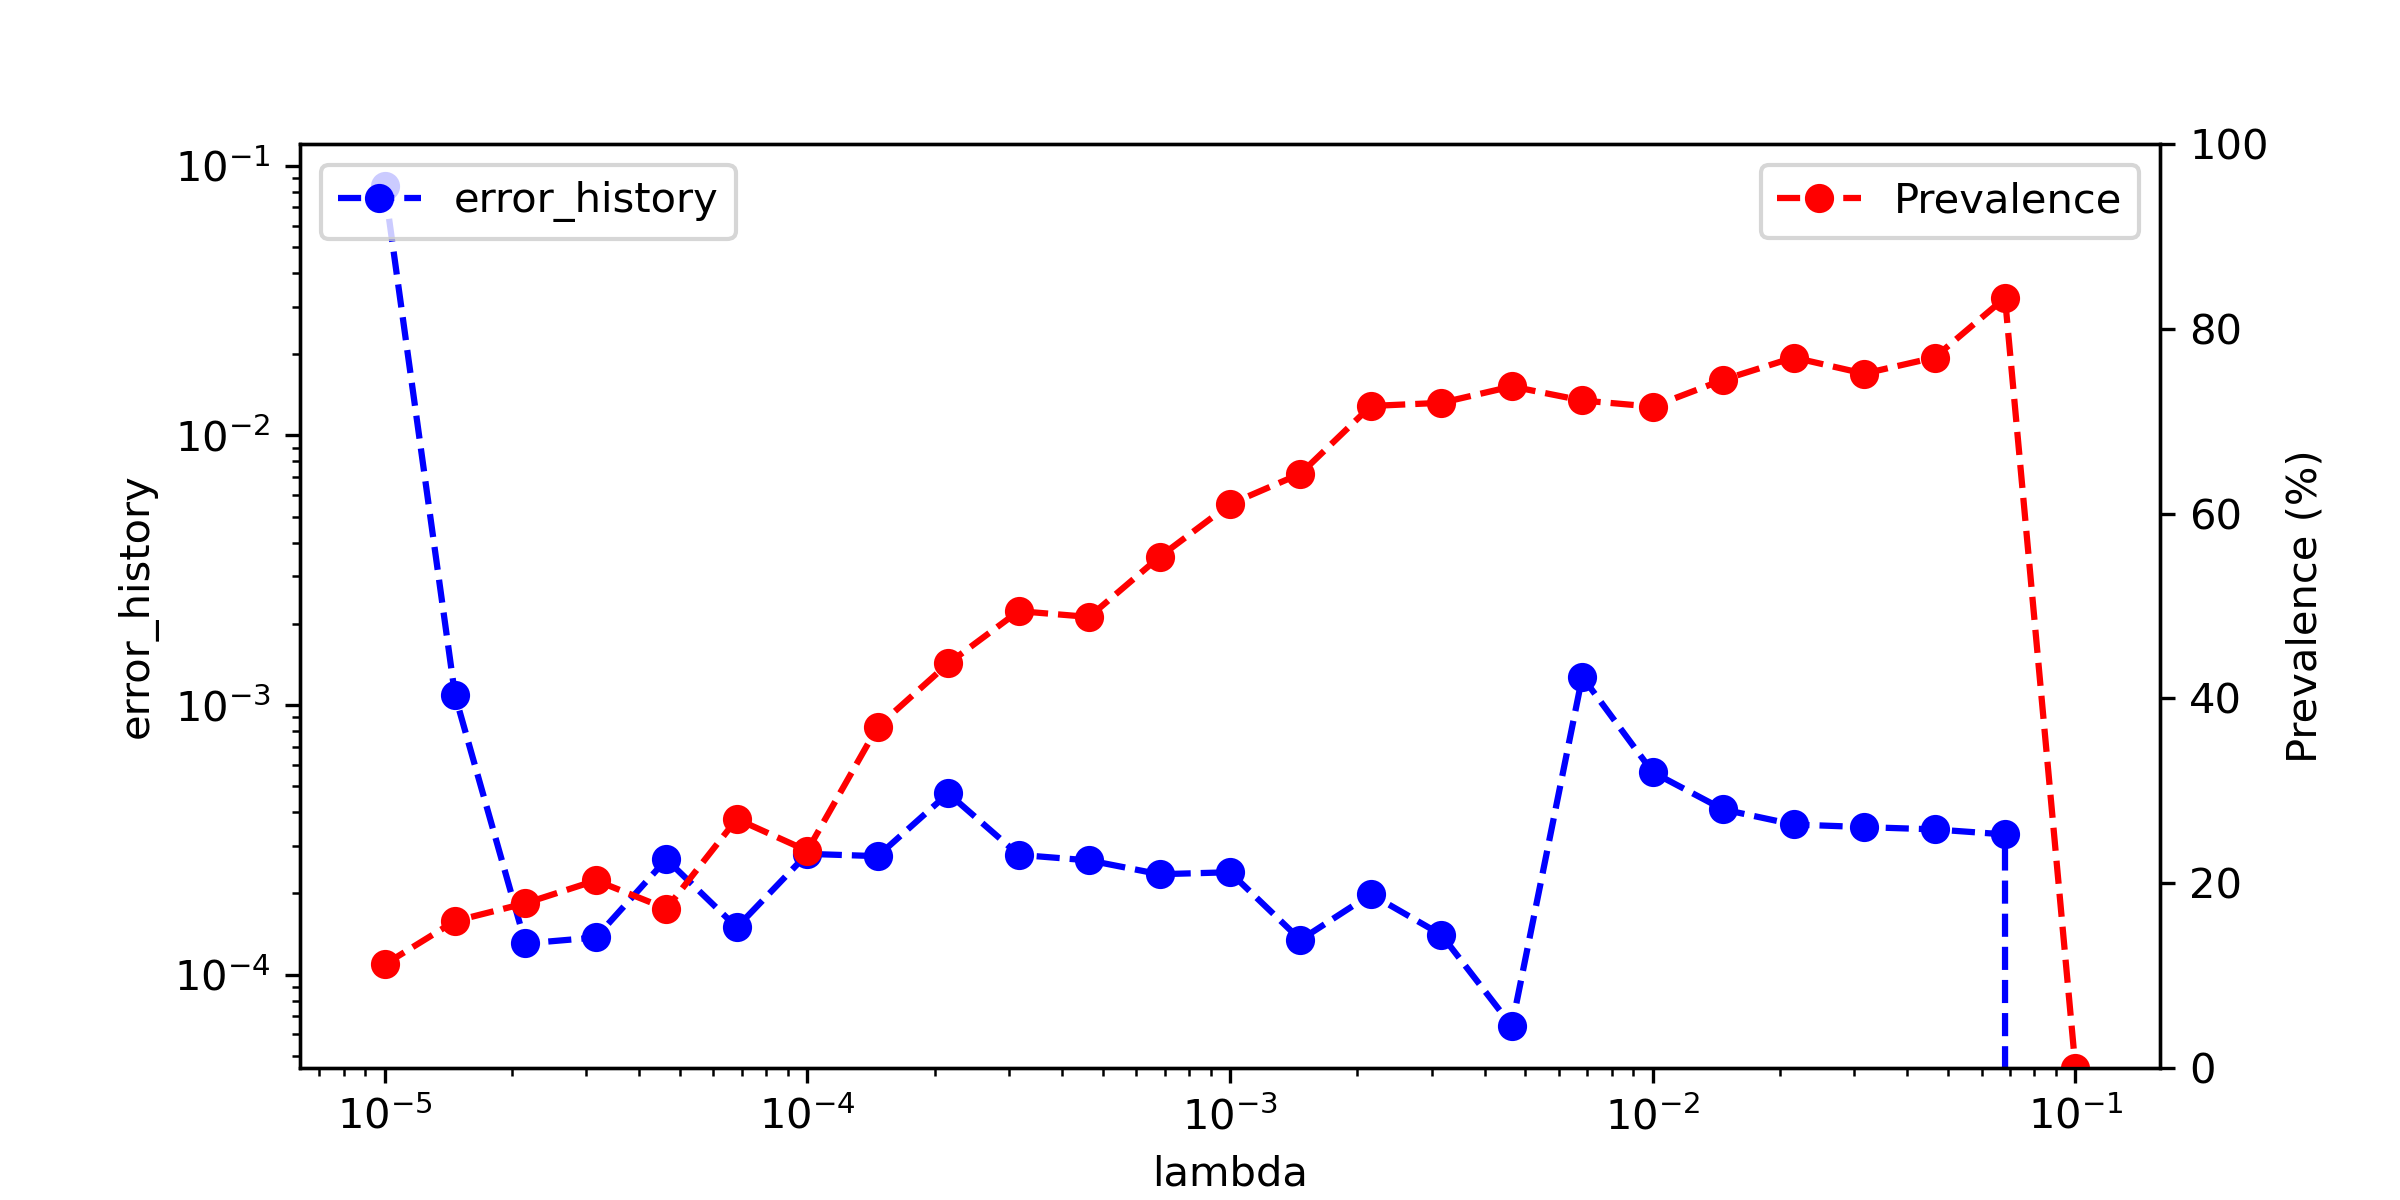 error_history
Prevalence
10⁻¹
10⁻²
10⁻³
10⁻⁴
error_history
100
80
60
40
20
0
Prevalence (%)
10⁻⁵ 10⁻⁴ 10⁻³ 10⁻² 10⁻¹
lambda